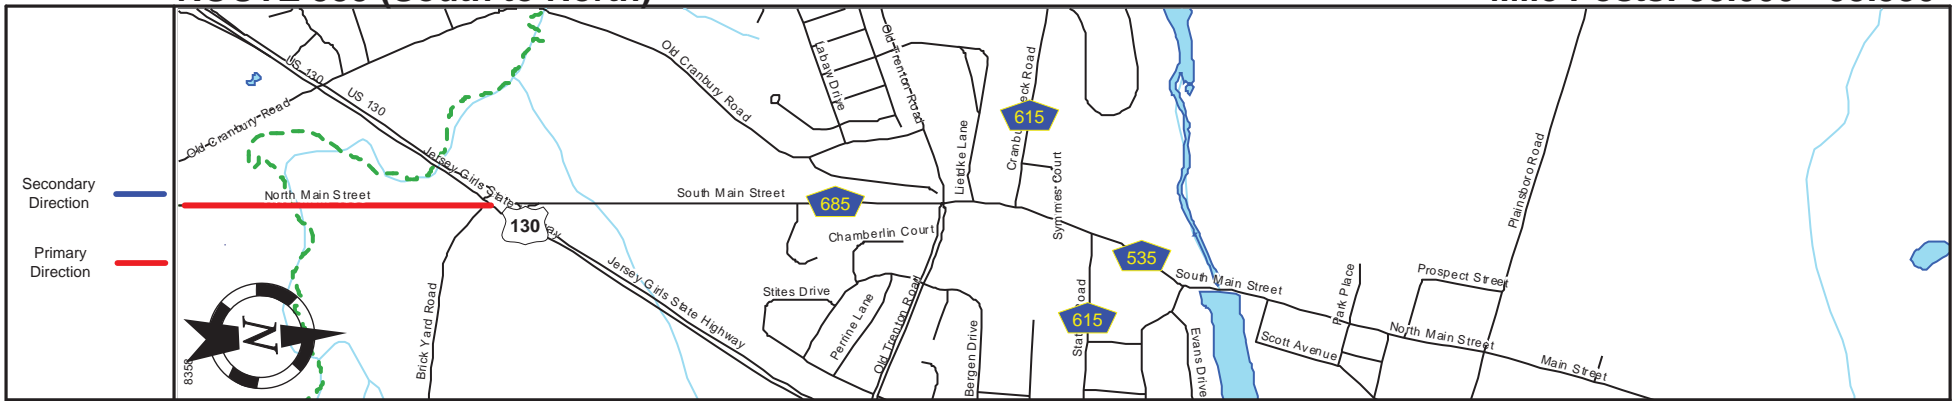 Secondary
Direction
Primary
Direction
US 130
US 130
Old Cranbury Road
Jersey Girls State
North Main Street
130
Brick Yard Road
N
8358
Old Cranbury Road
Labaw Drive
Old Trenton Road
South Main Street
685
Chamberlin Court
Stites Drive
Perrine Lane
Old Trenton Road
Jersey Girls State Highway
Bergen Drive
Liedtke Lane
615
Symmes Court
535
615
South Main Street
Evans Drive
Scott Avenue
Park Place
North Main Street
Prospect Street
Plainsboro Road
Main Street